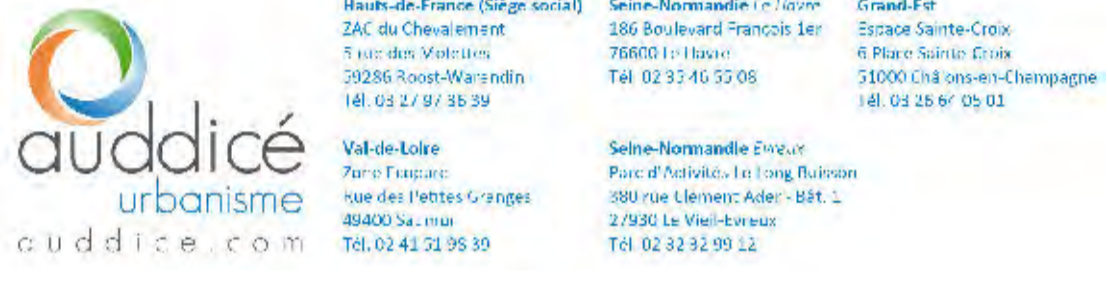 auddicé
urbanisme
auddice.com
Hauts-de-France (Siège social)
ZAC du Chevalement
5 rue des Molettes
59286 Roost-Warendin
Tél. 03 27 97 36 39
Seine-Normandie Le Havre
186 Boulevard François 1er
76600 Le Havre
Tél. 02 35 46 55 08
Grand-Est
Espace Sainte-Croix
6 Place Sainte-Croix
51000 Châlons-en-Champagne
Tél. 03 26 64 05 01
Val-de-Loire
Zone Ecoparc
Rue des Petites Granges
49400 Saumur
Tél. 02 41 51 98 39
Seine-Normandie Evreux
Parc d'Activités Le Long Buisson
380 rue Clément Ader - Bât. 1
27930 Le Vieil-Evreux
Tél. 02 32 32 99 12